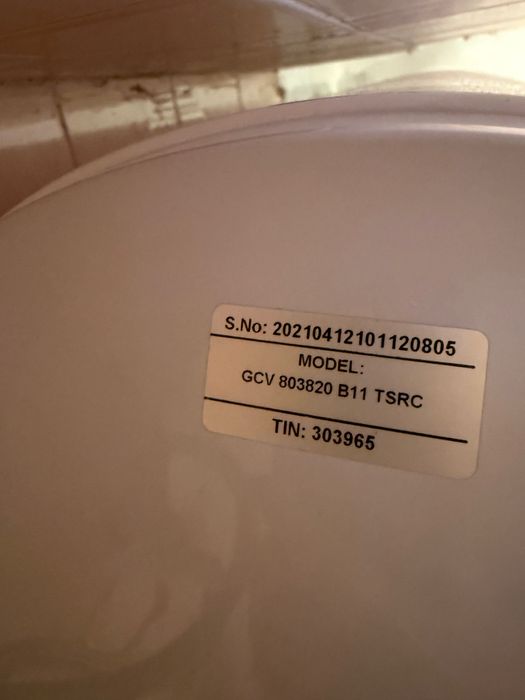 S.No: 20210412101120805
MODEL:
GCV 803820 B11 TSRC
TIN: 303965